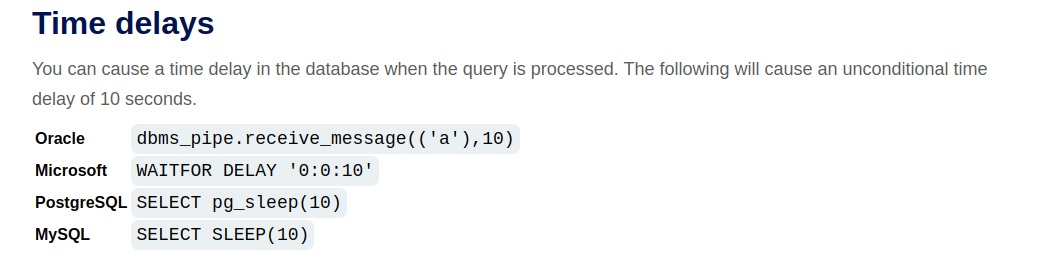 Time delays
You can cause a time delay in the database when the query is processed. The following will cause an unconditional time
delay of 10 seconds.
Oracle dbms_pipe.receive_message(('a'),10)
Microsoft WAITFOR DELAY '0:0:10'
PostgreSQL SELECT pg_sleep(10)
MySQL SELECT SLEEP(10)